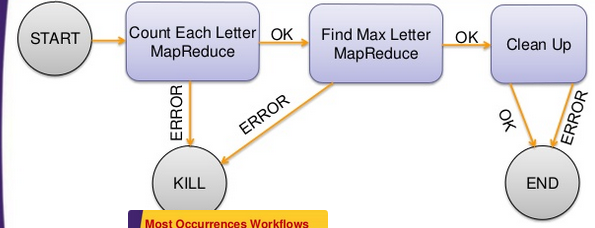 START
Count Each Letter
MapReduce
OK
Find Max Letter
MapReduce
OK
Clean Up
ERROR
ERROR
OK
ERROR
KILL
END
Most Occurrences Workflows